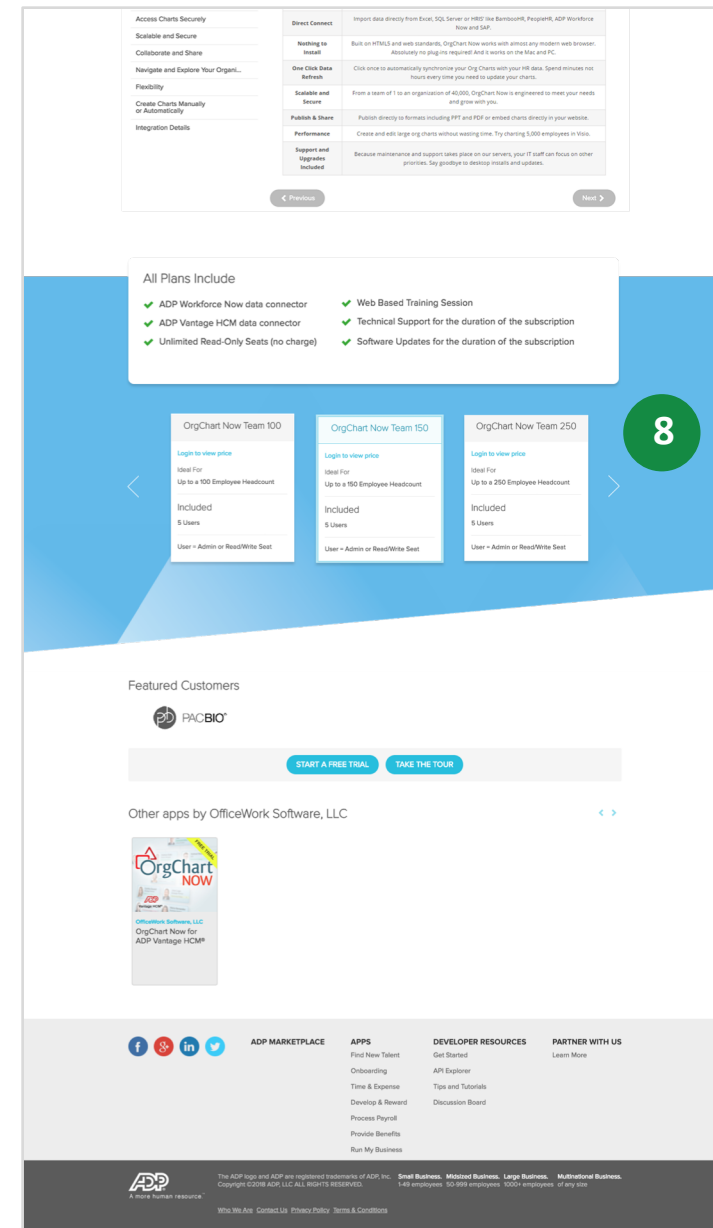 Access Charts Securely
Scalable and Secure
Collaborate and Share
Navigate and Explore Your Organi...
Flexibility
Create Charts Manually
or Automatically
Integration Details
Direct Connect
Import data directly from Excel, SQL Server or HRIS' like BambooHR, PeopleHR, ADP Workforce
Now and SAP.
Nothing to
Install
Built on HTML5 and web standards, OrgChart Now works with almost any modern web browser.
Absolutely no plug-ins required! And it works on the Mac and PC.
One Click Data
Refresh
Click once to automatically synchronize your Org Charts with your HR data. Spend minutes not
hours every time you need to update your charts.
Scalable and
Secure
From a team of 1 to an organization of 40,000, OrgChart Now is engineered to meet your needs
and grow with you.
Publish & Share
Publish directly to formats including PPT and PDF or embed charts directly in your website.
Performance
Create and edit large org charts without wasting time. Try charting 5,000 employees in Visio.
Support and
Upgrades
Included
Because maintenance and support takes place on our servers, your IT staff can focus on other
priorities. Say goodbye to desktop installs and updates.
Previous
Next
All Plans Include
ADP Workforce Now data connector
ADP Vantage HCM data connector
Unlimited Read-Only Seats (no charge)
Web Based Training Session
Technical Support for the duration of the subscription
Software Updates for the duration of the subscription
OrgChart Now Team 100
Login to view price
Ideal For
Up to a 100 Employee Headcount
Included
5 Users
User = Admin or Read/Write Seat
OrgChart Now Team 150
Login to view price
Ideal For
Up to a 150 Employee Headcount
Included
5 Users
User = Admin or Read/Write Seat
OrgChart Now Team 250
Login to view price
Ideal For
Up to a 250 Employee Headcount
Included
5 Users
User = Admin or Read/Write Seat
8
Featured Customers
PACBIO®
START A FREE TRIAL
TAKE THE TOUR
Other apps by OfficeWork Software, LLC
FREE TRIAL
OrgChart
NOW
ADP
Vantage HCM®
OfficeWork Software, LLC
OrgChart Now for
ADP Vantage HCM®
ADP MARKETPLACE
APPS
Find New Talent
Onboarding
Time & Expense
Develop & Reward
Process Payroll
Provide Benefits
Run My Business
DEVELOPER RESOURCES
Get Started
API Explorer
Tips and Tutorials
Discussion Board
PARTNER WITH US
Learn More
ADP
A more human resource.
The ADP logo and ADP are registered trademarks of ADP, Inc.
Copyright ©2018 ADP, LLC ALL RIGHTS RESERVED.
Small Business. Midsized Business. Large Business. Multinational Business.
1-49 employees 50-999 employees 1000+ employees of any size
Who We Are Contact Us Privacy Policy Terms & Conditions